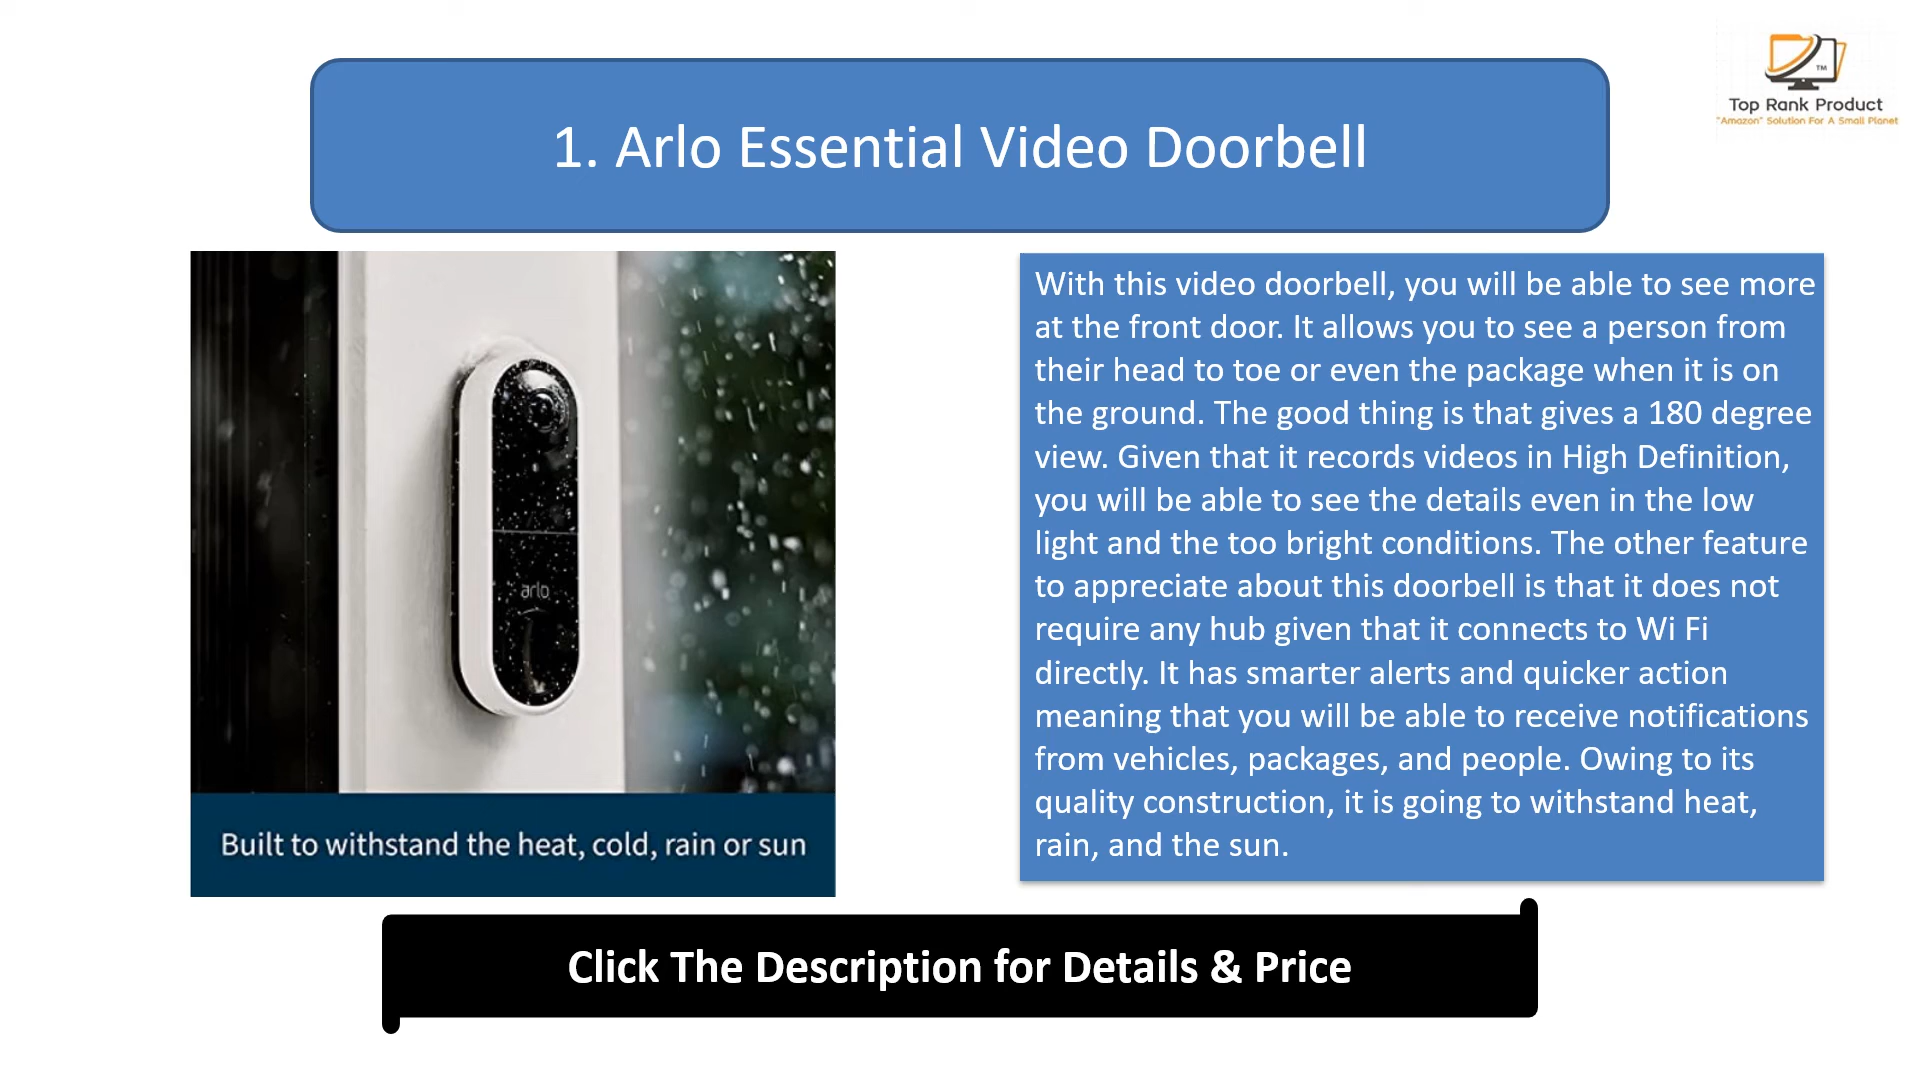 TM
Top Rank Product
"Amazon" Solution For A Small Planet
1. Arlo Essential Video Doorbell
arlo
Built to withstand the heat, cold, rain or sun
With this video doorbell, you will be able to see more
at the front door. It allows you to see a person from
their head to toe or even the package when it is on
the ground. The good thing is that gives a 180 degree
view. Given that it records videos in High Definition,
you will be able to see the details even in the low
light and the too bright conditions. The other feature
to appreciate about this doorbell is that it does not
require any hub given that it connects to Wi Fi
directly. It has smarter alerts and quicker action
meaning that you will be able to receive notifications
from vehicles, packages, and people. Owing to its
quality construction, it is going to withstand heat,
rain, and the sun.
Click The Description for Details & Price